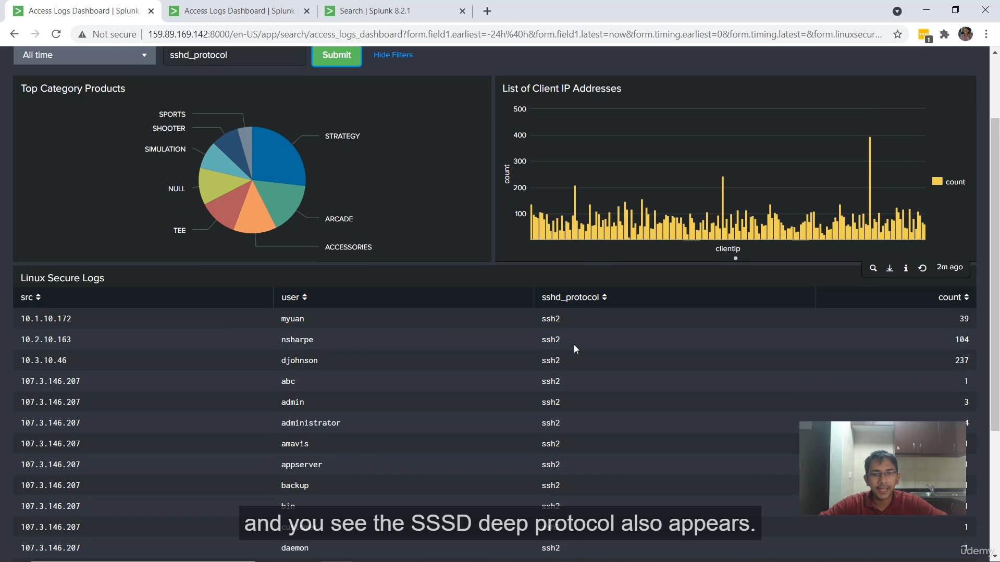 Access Logs Dashboard | Splunk
Access Logs Dashboard | Splunk
Search | Splunk 8.2.1
Not secure
159.89.169.142:8000/en-US/app/search/access_logs_dashboard?form.field1.earliest=-24h%40h&form.field1.latest=now&form.timing.earliest=0&form.timing.latest=&form.linuxsecur...
1
All time
sshd_protocol
Submit
Hide Filters
Top Category Products
SPORTS
SHOOTER
SIMULATION
NULL
TEE
STRATEGY
ARCADE
ACCESSORIES
List of Client IP Addresses
500
400
300
200
100
count
clientip
count
2m ago
Linux Secure Logs
src user sshd_protocol count
10.1.10.172 myuan ssh2 39
10.2.10.163 nsharpe ssh2 104
10.3.10.46 djohnson ssh2 237
107.3.146.207 abc ssh2 1
107.3.146.207 admin ssh2 3
107.3.146.207 administrator ssh2 4
107.3.146.207 amavis ssh2 1
107.3.146.207 appserver ssh2 1
107.3.146.207 backup ssh2 1
107.3.146.207 bin ssh2 1
107.3.146.207 customer ssh2 1
107.3.146.207 daemon ssh2 1
and you see the SSSD deep protocol also appears.
ûdemy